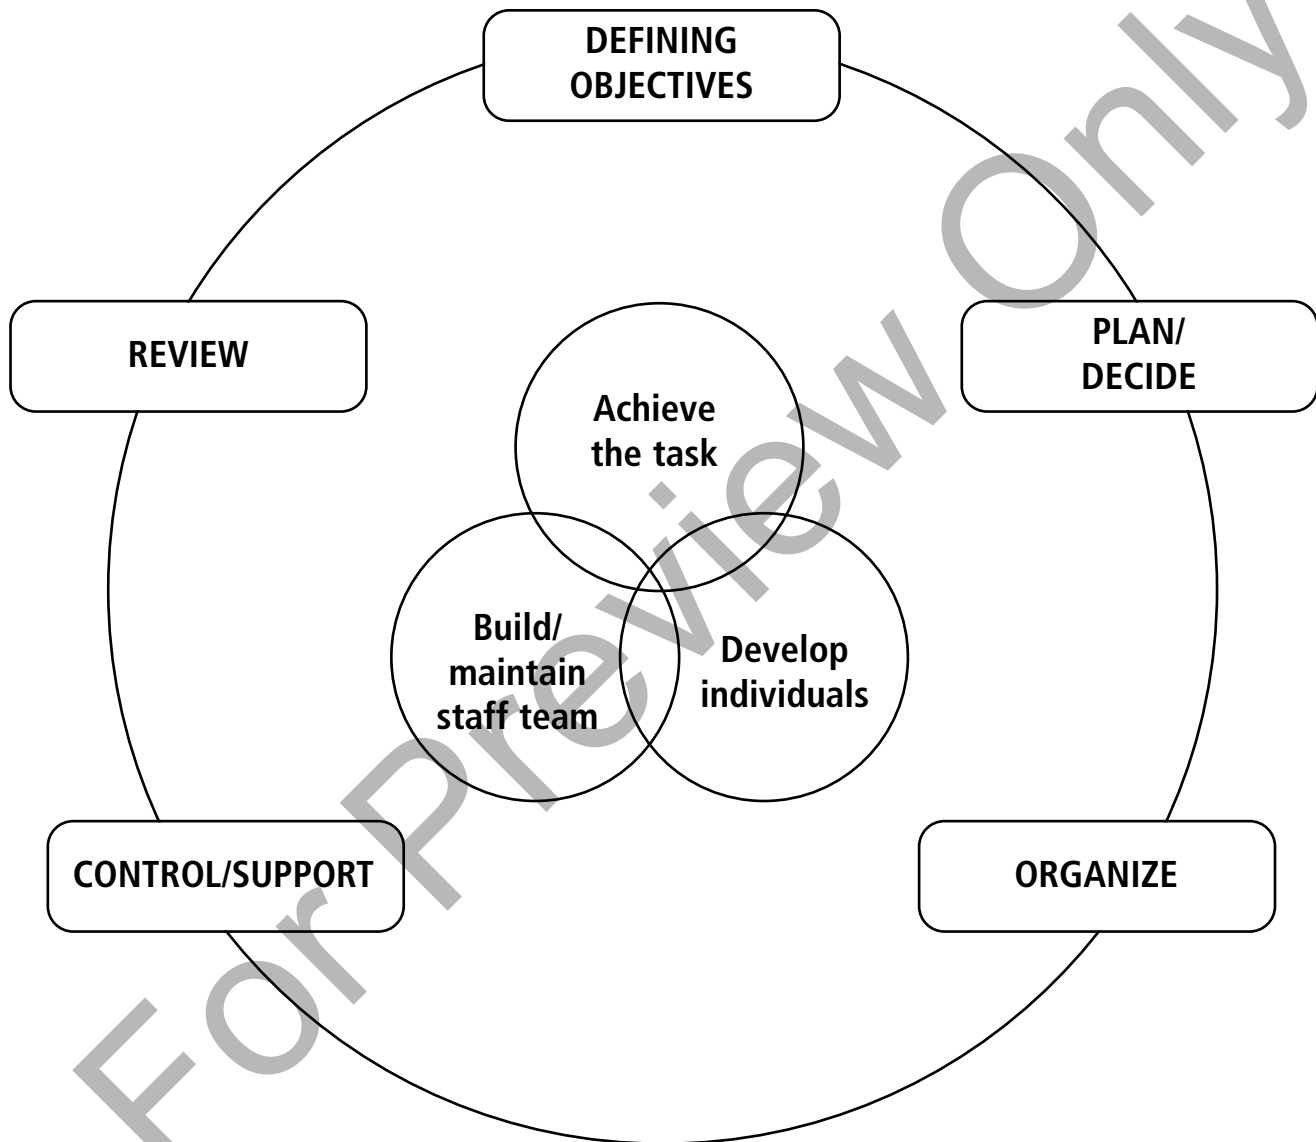 DEFINING
OBJECTIVES
REVIEW
PLAN/
DECIDE
Achieve
the task
Build/
maintain
staff team
Develop
individuals
CONTROL/SUPPORT
ORGANIZE
For Preview Only